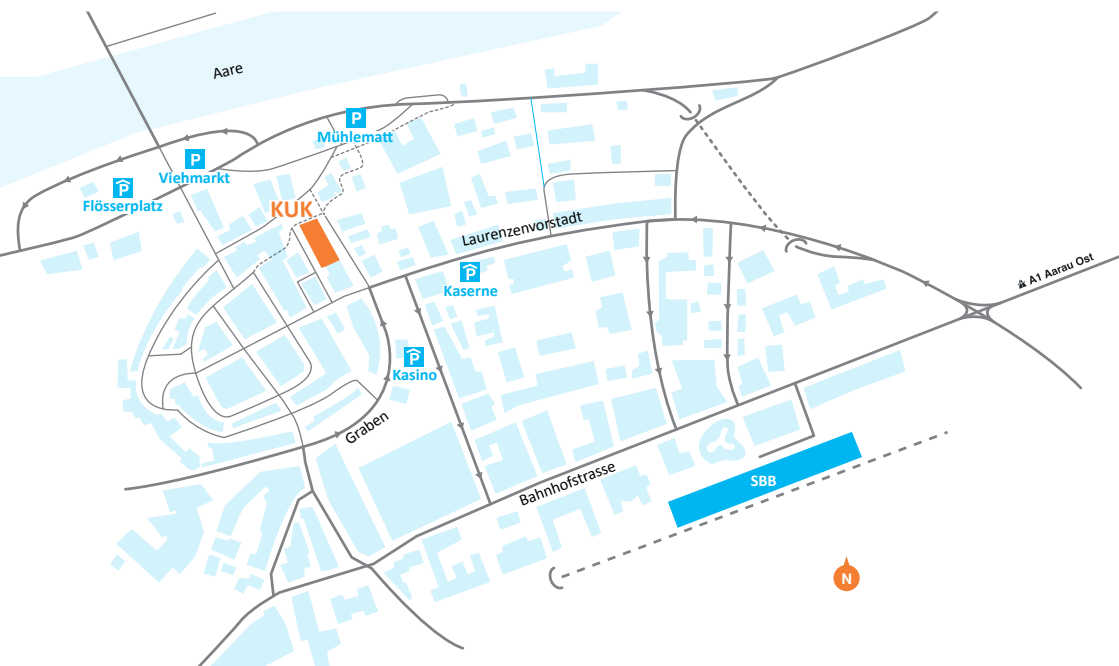 Aare
P
Mühlematt
P
Viehmarkt
P
Flösserplatz
KUK
Laurenzenvorstadt
P
Kaserne
A1 Aarau Ost
P
Kasino
Graben
Bahnhofstrasse
SBB
N